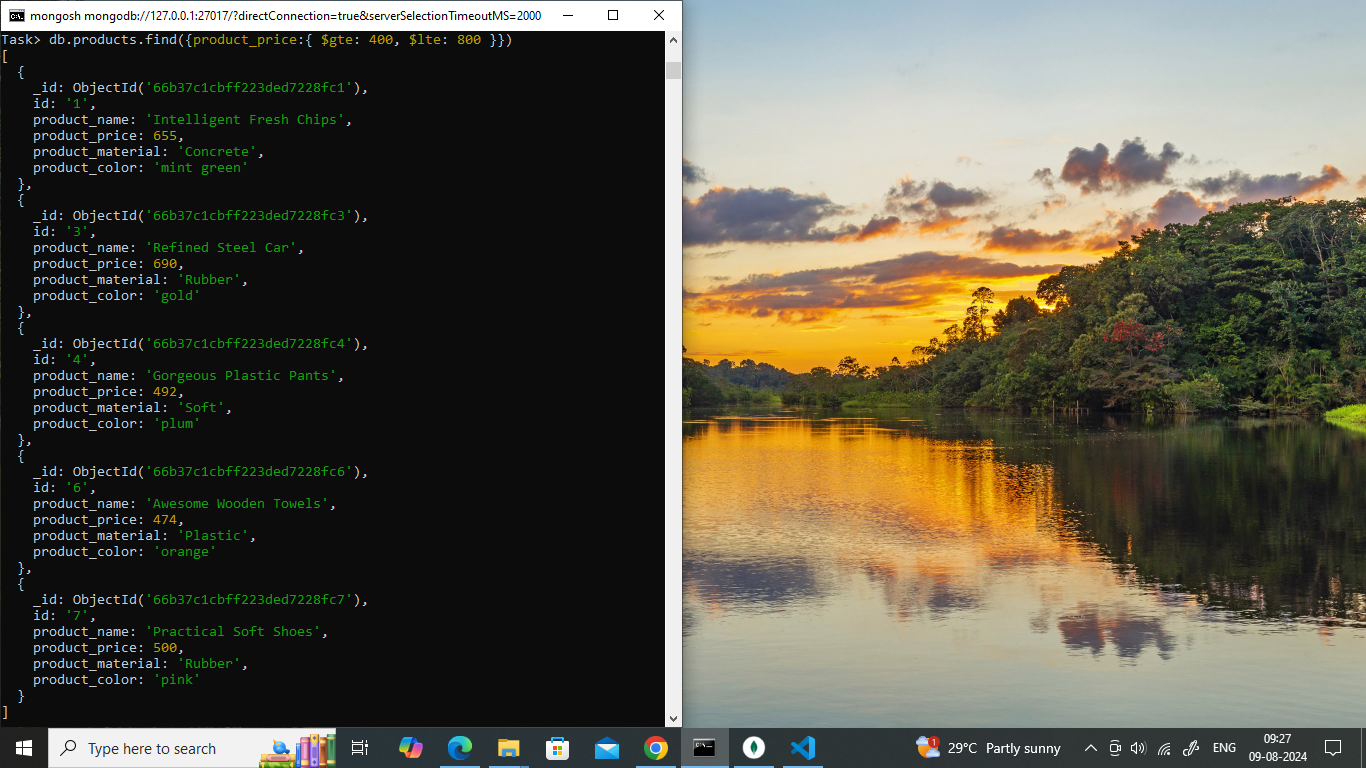 mongosh mongodb://127.0.0.1:27017/?directConnection=true&serverSelectionTimeoutMS=2000
Task> db.products.find({product_price:{ $gte: 400, $lte: 800 }})
[
  {
    _id: ObjectId('66b37c1cbff223ded7228fc1'),
    id: '1',
    product_name: 'Intelligent Fresh Chips',
    product_price: 655,
    product_material: 'Concrete',
    product_color: 'mint green'
  },
  {
    _id: ObjectId('66b37c1cbff223ded7228fc3'),
    id: '3',
    product_name: 'Refined Steel Car',
    product_price: 690,
    product_material: 'Rubber',
    product_color: 'gold'
  },
  {
    _id: ObjectId('66b37c1cbff223ded7228fc4'),
    id: '4',
    product_name: 'Gorgeous Plastic Pants',
    product_price: 492,
    product_material: 'Soft',
    product_color: 'plum'
  },
  {
    _id: ObjectId('66b37c1cbff223ded7228fc6'),
    id: '6',
    product_name: 'Awesome Wooden Towels',
    product_price: 474,
    product_material: 'Plastic',
    product_color: 'orange'
  },
  {
    _id: ObjectId('66b37c1cbff223ded7228fc7'),
    id: '7',
    product_name: 'Practical Soft Shoes',
    product_price: 500,
    product_material: 'Rubber',
    product_color: 'pink'
  }
]
Type here to search
1
29°C Partly sunny
ENG
09:27
09-08-2024